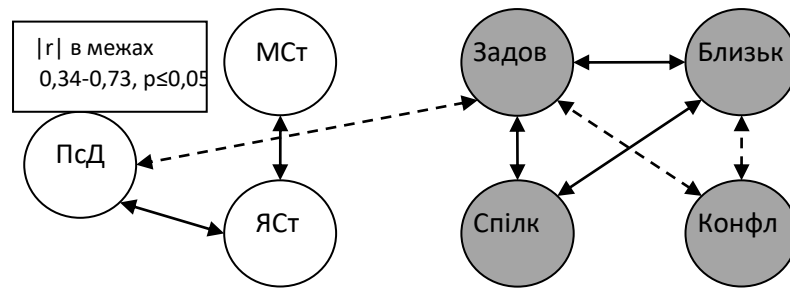 |r| в межах
0,34-0,73, p≤0,05
МСт
Задов
Близьк
ПсД
ЯСт
Спілк
Конфл